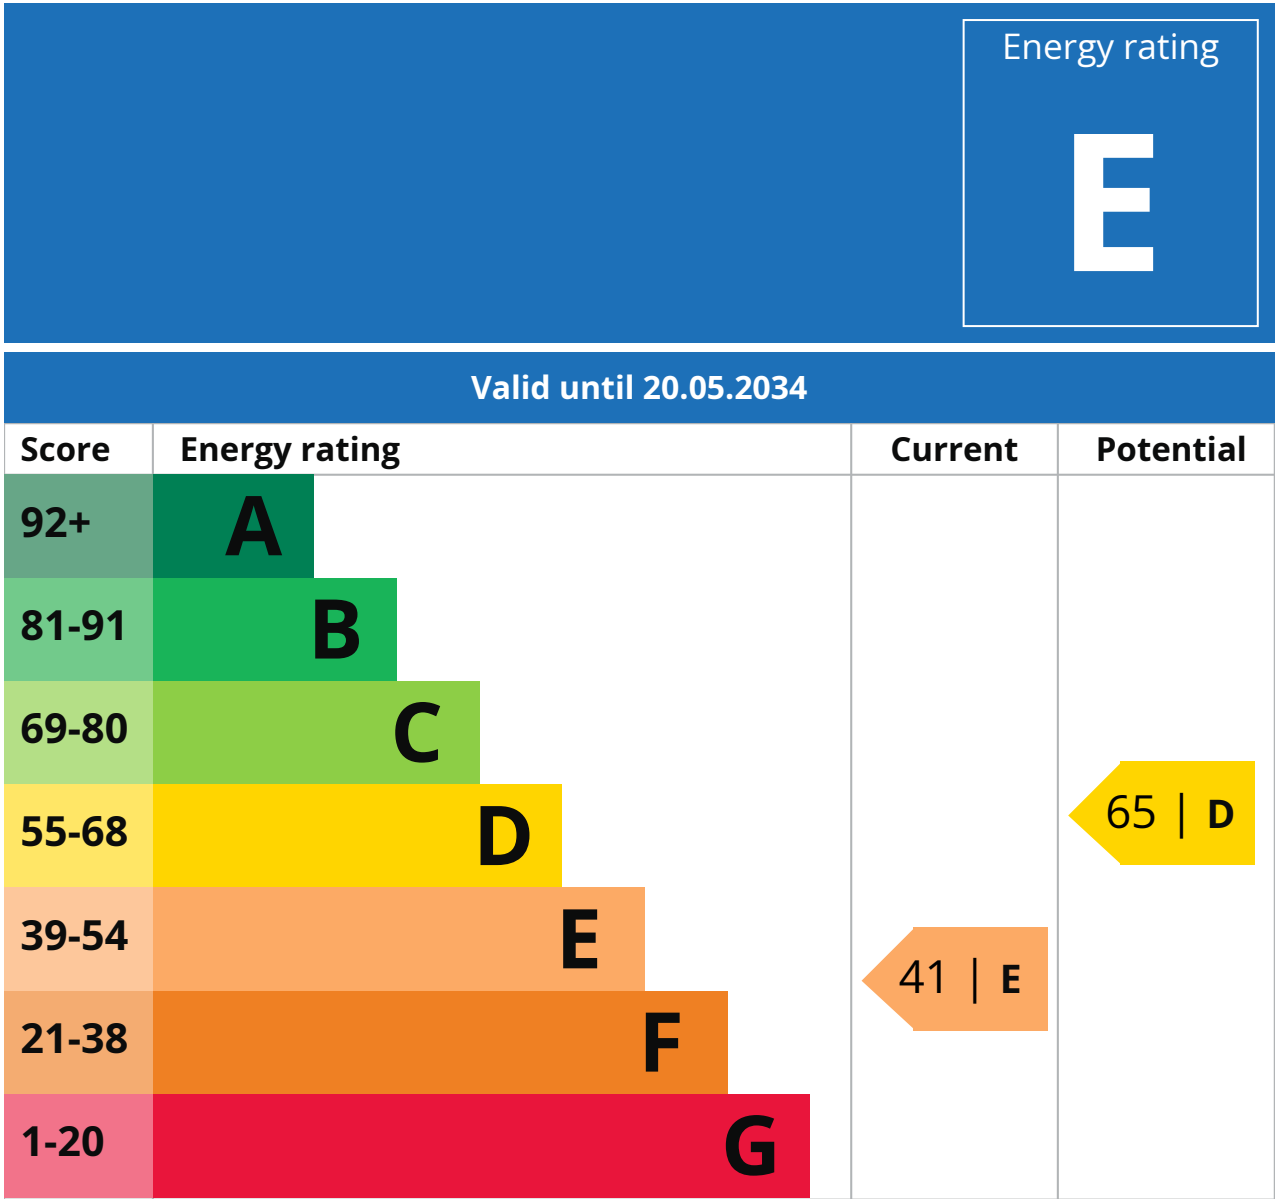 Energy rating
E
Valid until 20.05.2034
Score Energy rating Current Potential
92+ A
81-91 B
69-80 C
55-68 D
65 | D
39-54 E
41 | E
21-38 F
1-20 G